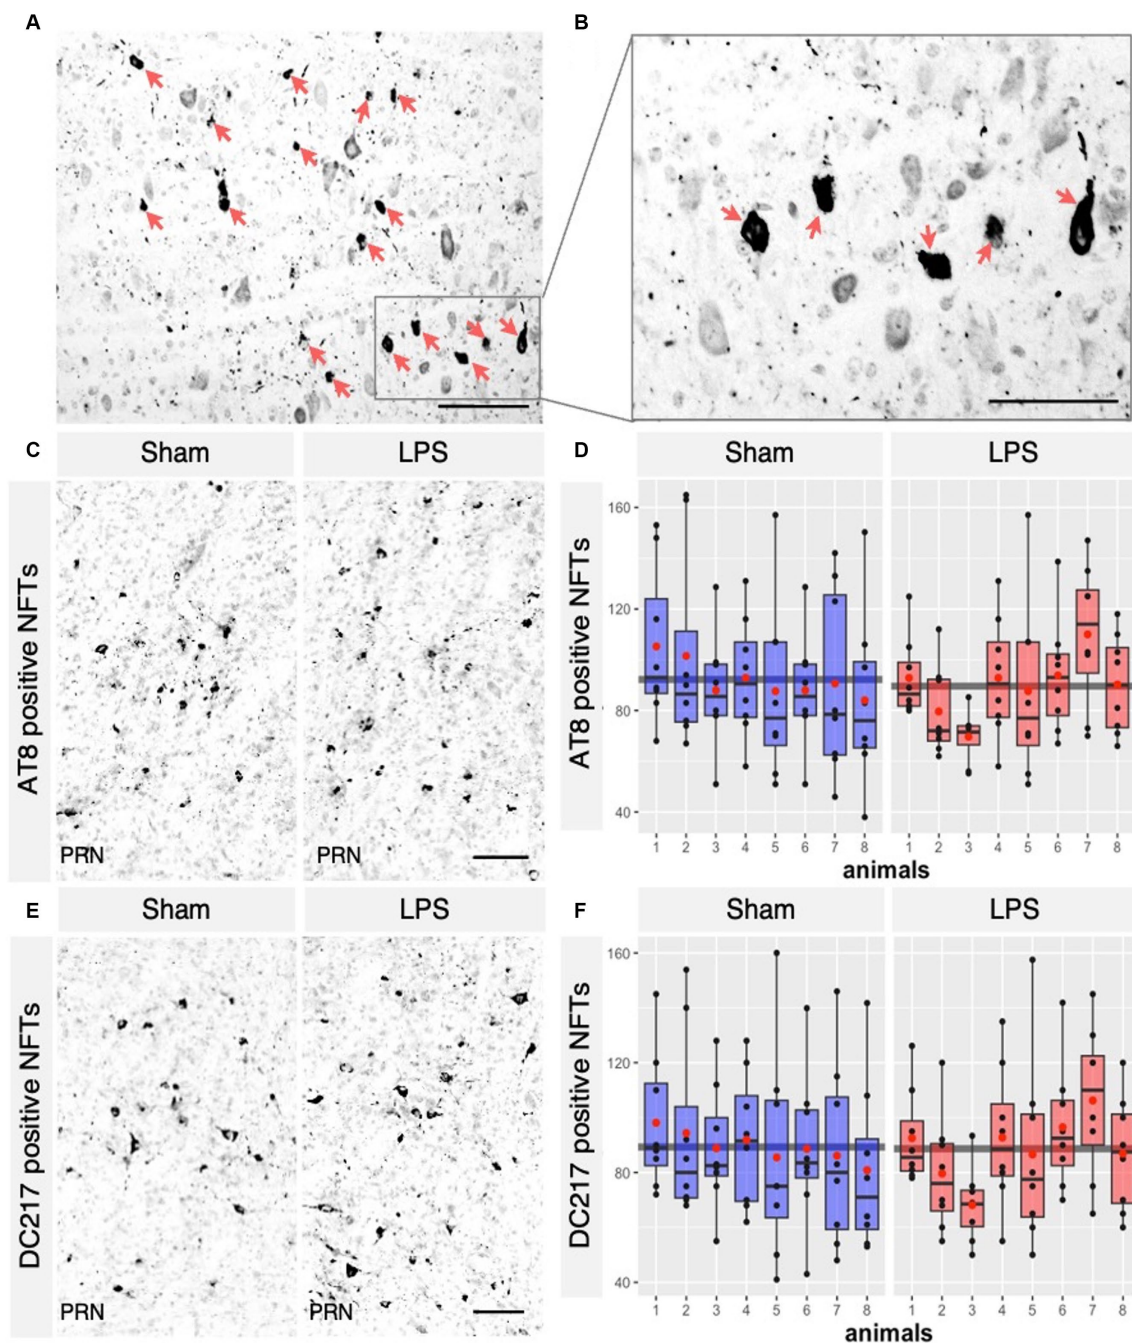 A
B
C
Sham
LPS
AT8 positive NFTs
PRN
PRN
D
Sham
LPS
AT8 positive NFTs
160
120
80
40
1 2 3 4 5 6 7 8
1 2 3 4 5 6 7 8
animals
E
Sham
LPS
DC217 positive NFTs
PRN
PRN
F
Sham
LPS
DC217 positive NFTs
160
120
80
40
1 2 3 4 5 6 7 8
1 2 3 4 5 6 7 8
animals